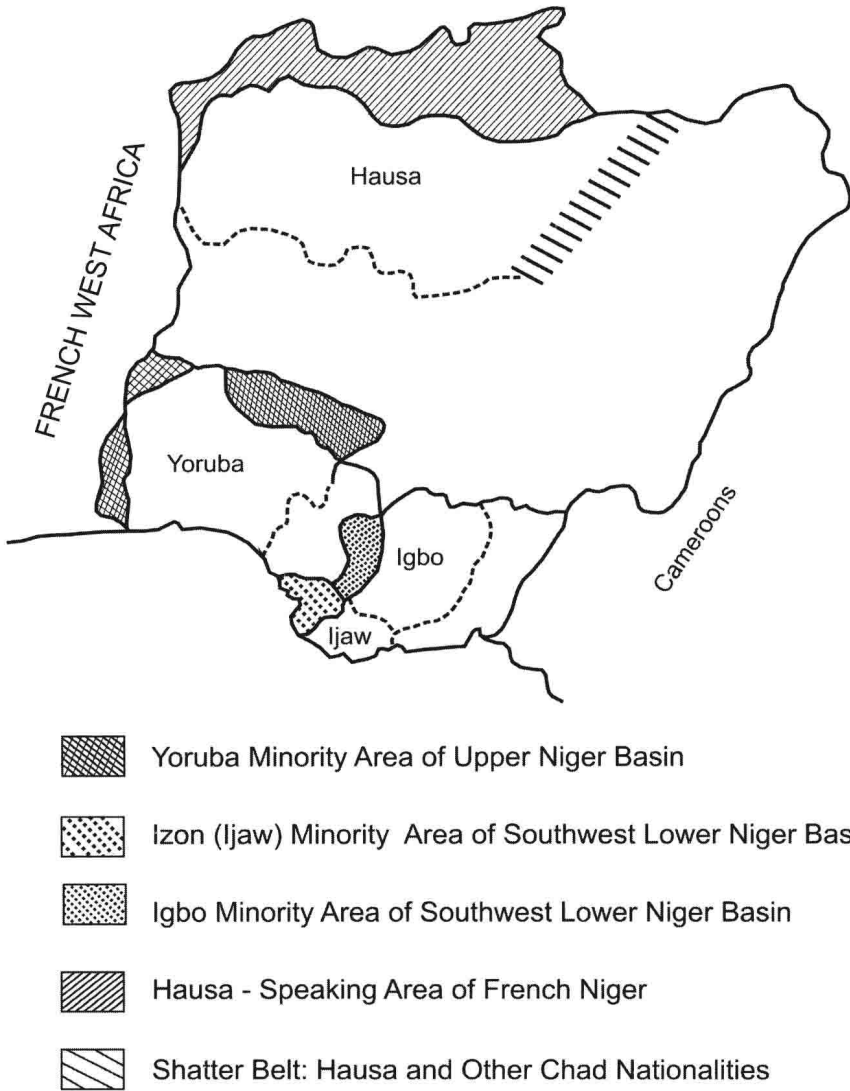 Hausa
FRENCH WEST AFRICA
Yoruba
Igbo
Cameroons
Ijaw
Yoruba Minority Area of Upper Niger Basin
Izon (Ijaw) Minority Area of Southwest Lower Niger Bas
Igbo Minority Area of Southwest Lower Niger Basin
Hausa - Speaking Area of French Niger
Shatter Belt: Hausa and Other Chad Nationalities